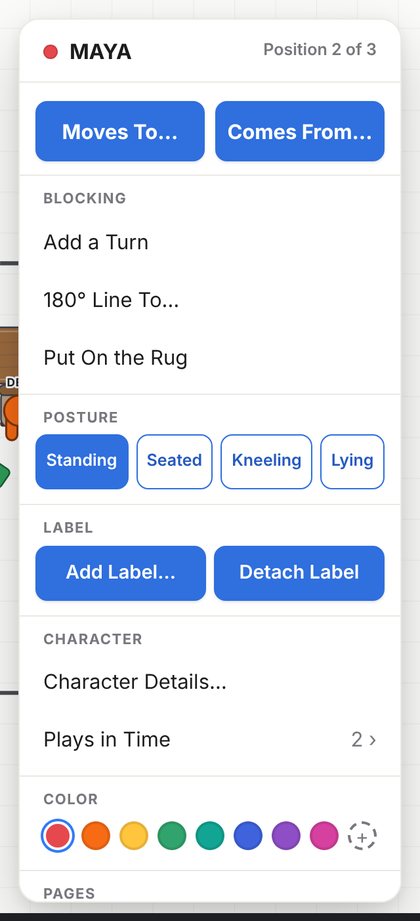 MAYA
Position 2 of 3
Moves To...
Comes From...
BLOCKING
Add a Turn
180° Line To...
Put On the Rug
POSTURE
Standing
Seated
Kneeling
Lying
LABEL
Add Label...
Detach Label
CHARACTER
Character Details...
Plays in Time
2 ›
COLOR
PAGES